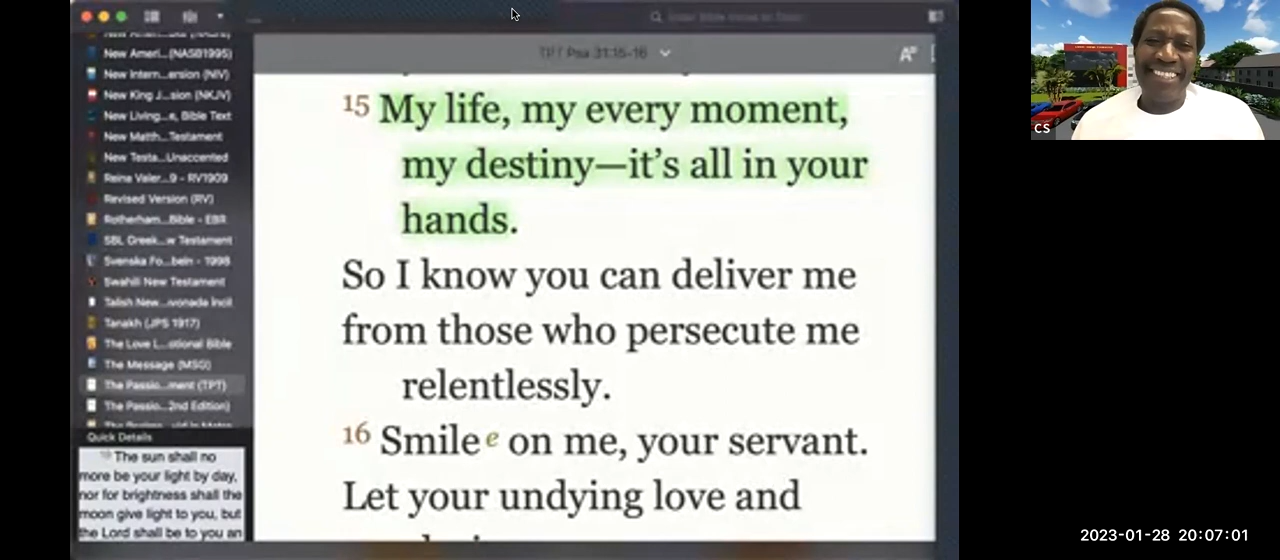 TPT Psa 31:15-16
New Ameri...(NASB1995)
New Intern...ersion (NIV)
New King J...sion (NKJV)
New Living...e, Bible Text
New Matth... Testament
New Testa...Unaccented
Reina Valer...9 - RV1909
Revised Version (RV)
Rotherham...Bible - EBR
SBL Greek...w Testament
Svenska Fo...beln - 1998
Swahili New Testament
Tanakh (JPS 1917)
The Love L...otional Bible
The Message (MSG)
The Passio...ment (TPT)
The Passio...2nd Edition)
Quick Details
The sun shall no
more be your light by day,
nor for brightness shall the
moon give light to you, but
the Lord shall be to you an
15 My life, my every moment,
my destiny—it’s all in your
hands.
So I know you can deliver me
from those who persecute me
relentlessly.
16 Smile e on me, your servant.
Let your undying love and
CS
2023-01-28 20:07:01